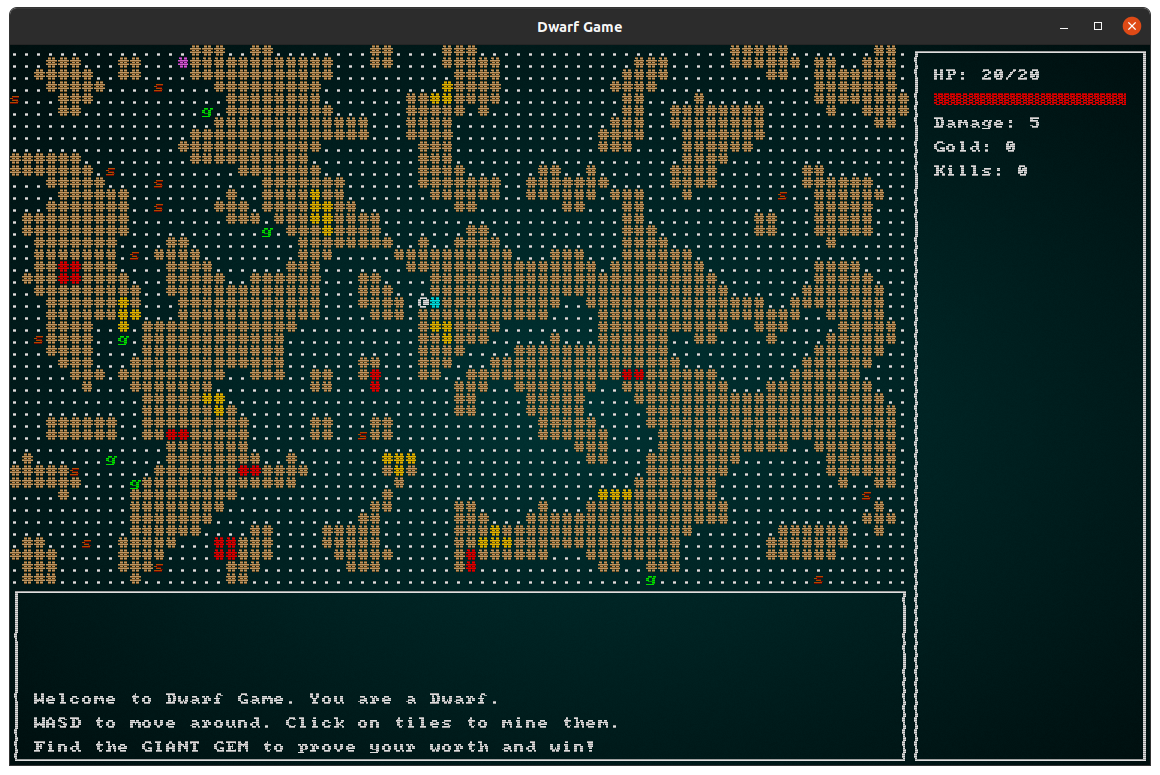 Dwarf Game
HP: 20/20
Damage: 5
Gold: 0
Kills: 0
Welcome to Dwarf Game. You are a Dwarf.
WASD to move around. Click on tiles to mine them.
Find the GIANT GEM to prove your worth and win!